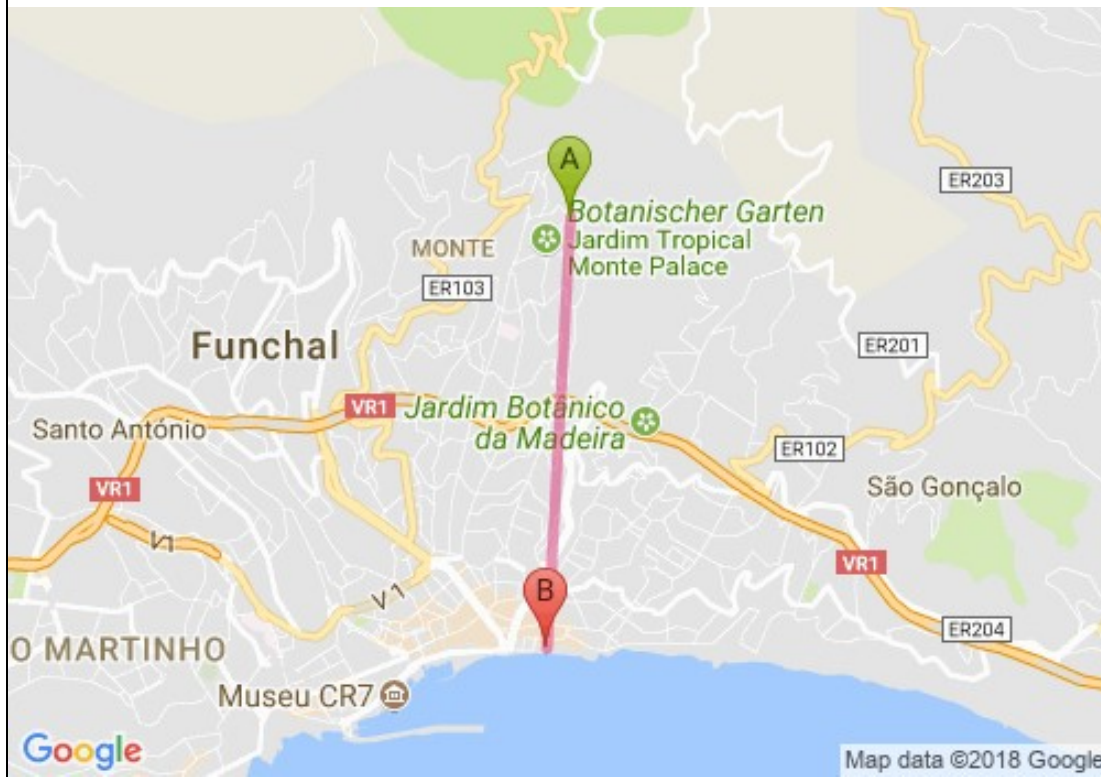 A
ER203
Botanischer Garten
Jardim Tropical
Monte Palace
MONTE
ER103
Funchal
ER201
VR1
Jardim Botânico
da Madeira
Santo António
ER102
São Gonçalo
VR1
V1
VR1
B
V 1
ER204
O MARTINHO
Museu CR7
Google
Map data ©2018 Google